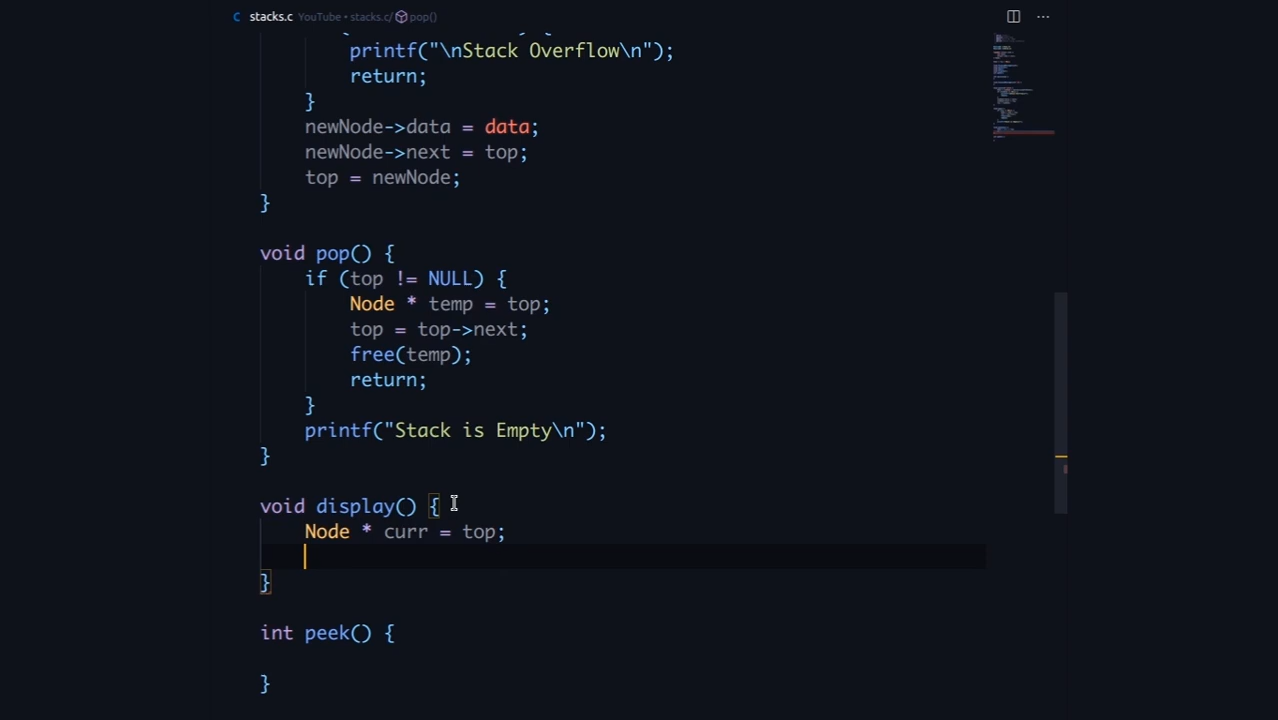 C stacks.c YouTube • stacks.c/ pop() ...
printf("\nStack Overflow\n");
return;
}
newNode->data = data;
newNode->next = top;
top = newNode;
}
void pop() {
if (top != NULL) {
Node * temp = top;
top = top->next;
free(temp);
return;
}
printf("Stack is Empty\n");
}
void display() {
Node * curr = top;
}
int peek() {
}